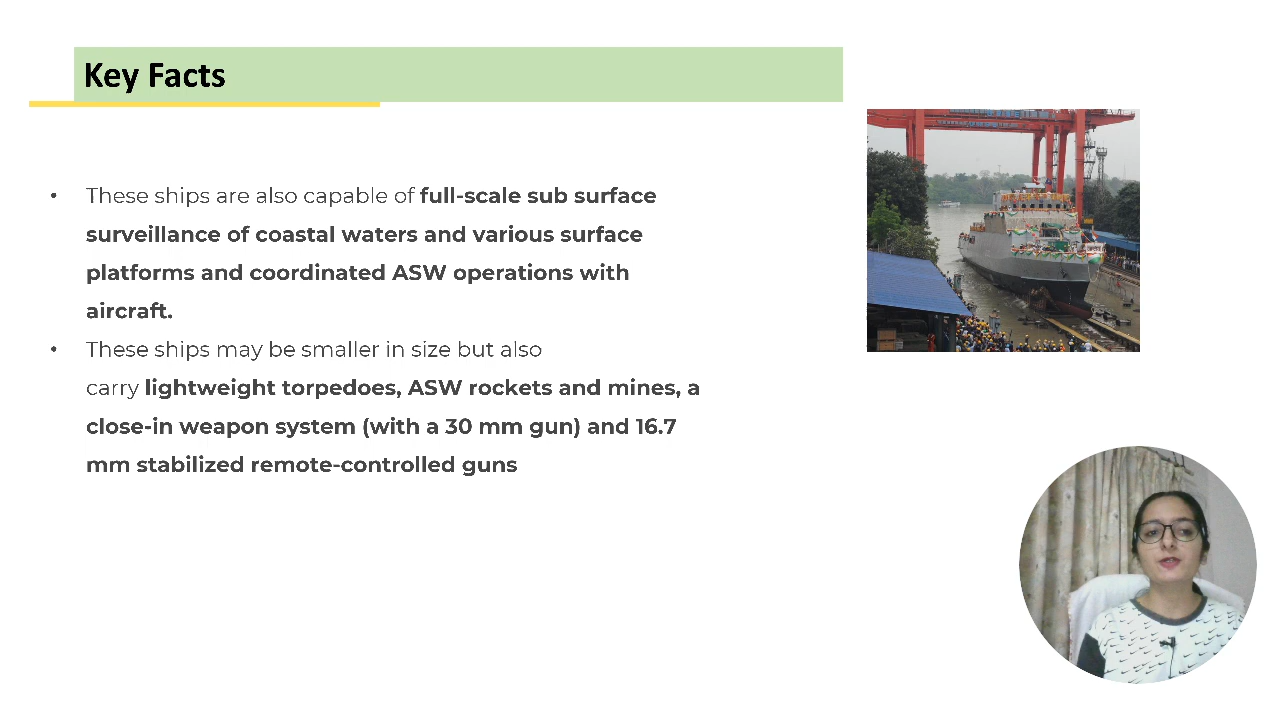 Key Facts
• These ships are also capable of full-scale sub surface
surveillance of coastal waters and various surface
platforms and coordinated ASW operations with
aircraft.
• These ships may be smaller in size but also
carry lightweight torpedoes, ASW rockets and mines, a
close-in weapon system (with a 30 mm gun) and 16.7
mm stabilized remote-controlled guns